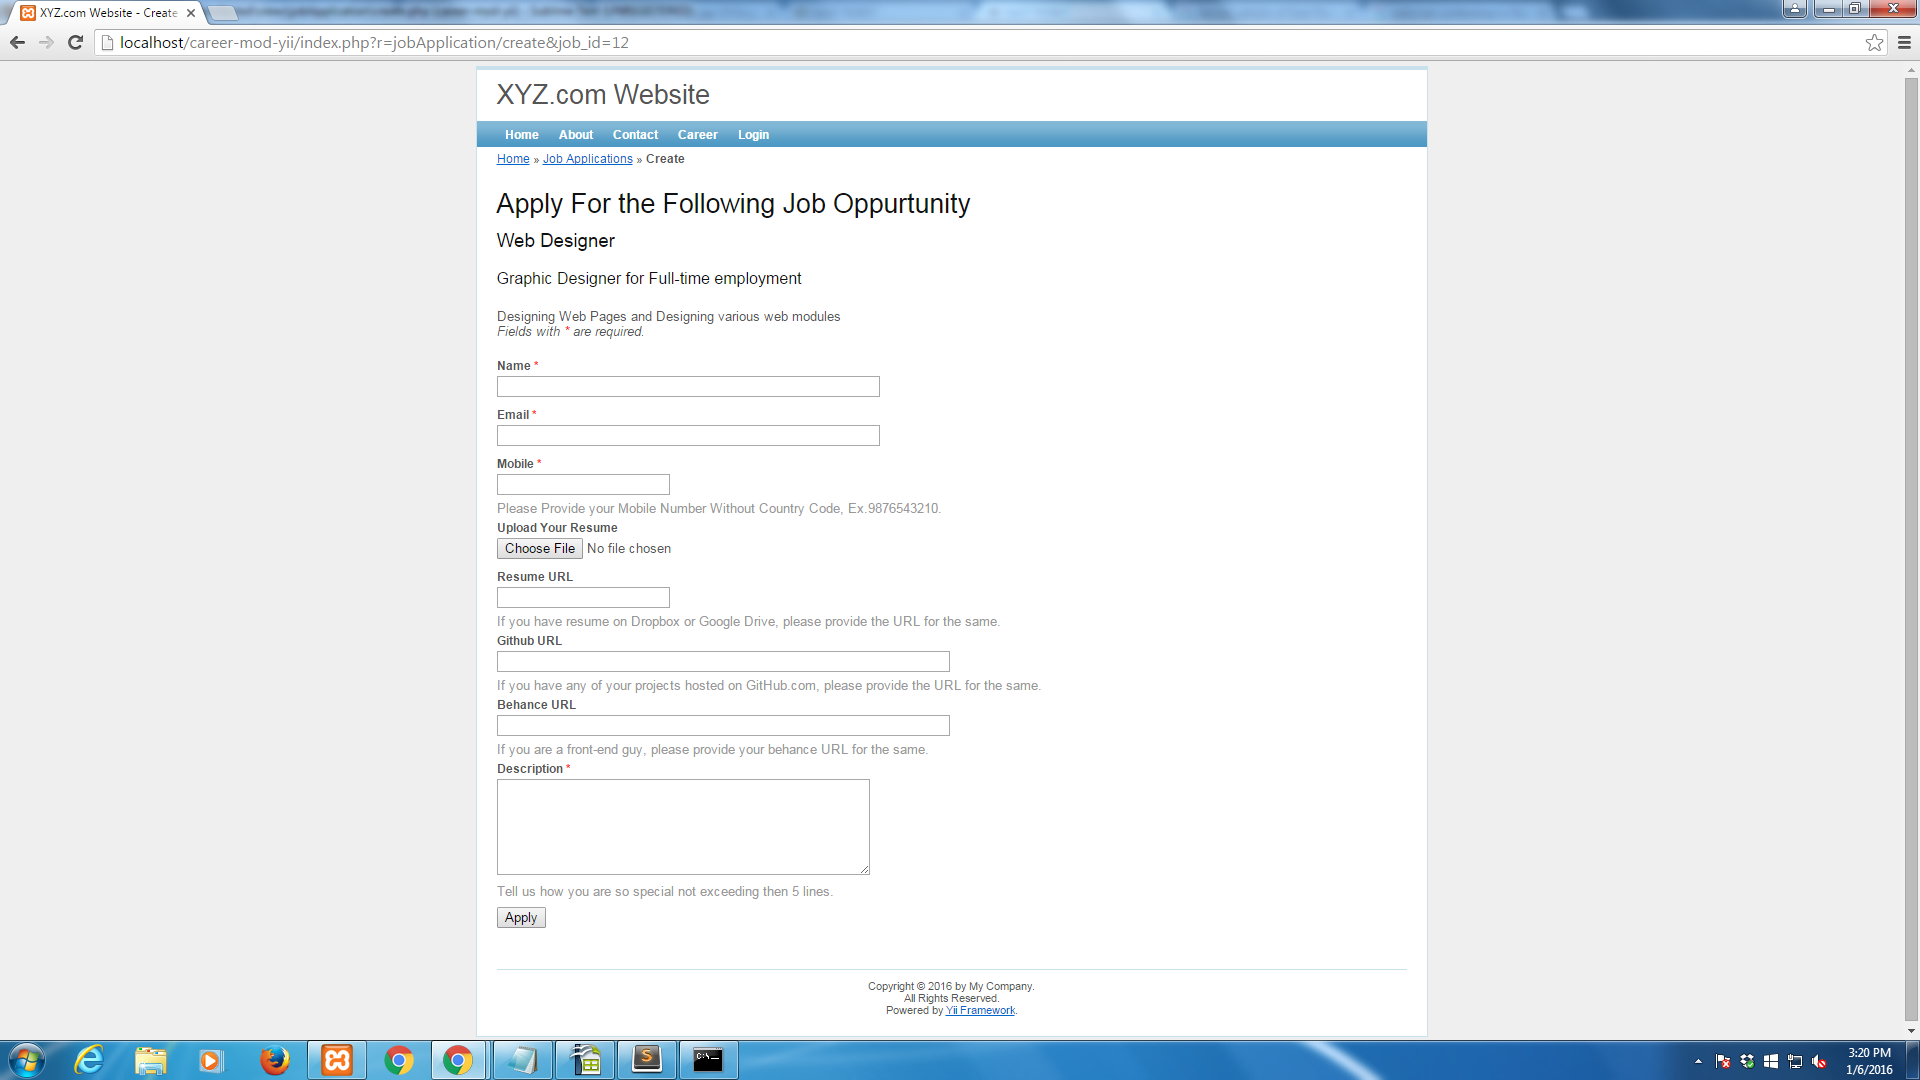 XYZ.com Website - Create
localhost/career-mod-yii/index.php?r=jobApplication/create&job_id=12
XYZ.com Website
Home About Contact Career Login
Home » Job Applications » Create
Apply For the Following Job Oppurtunity
Web Designer
Graphic Designer for Full-time employment
Designing Web Pages and Designing various web modules
Fields with * are required.
Name *
Email *
Mobile *
Please Provide your Mobile Number Without Country Code, Ex.9876543210.
Upload Your Resume
Choose File No file chosen
Resume URL
If you have resume on Dropbox or Google Drive, please provide the URL for the same.
Github URL
If you have any of your projects hosted on GitHub.com, please provide the URL for the same.
Behance URL
If you are a front-end guy, please provide your behance URL for the same.
Description *
Tell us how you are so special not exceeding then 5 lines.
Apply
Copyright © 2016 by My Company.
All Rights Reserved.
Powered by Yii Framework.
3:20 PM
1/6/2016